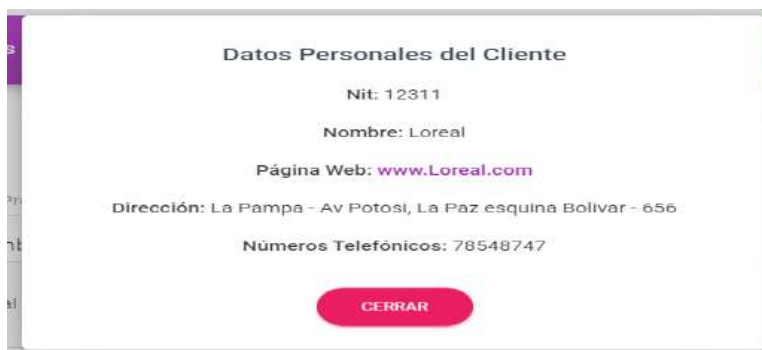 Datos Personales del Cliente
Nit: 12311
Nombre: Loreal
Página Web: www.Loreal.com
Dirección: La Pampa - Av Potosi, La Paz esquina Bolivar - 656
Números Telefónicos: 78548747
CERRAR